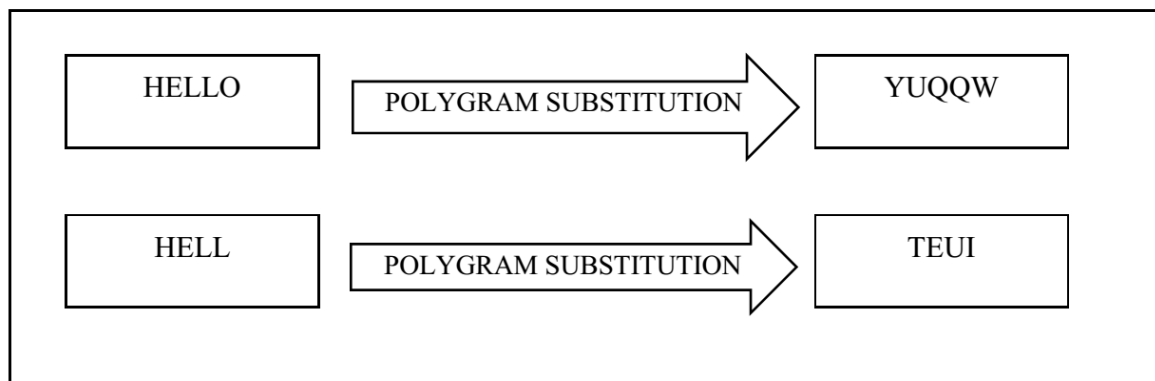 HELLO
POLYGRAM SUBSTITUTION
YUQQW
HELL
POLYGRAM SUBSTITUTION
TEUI